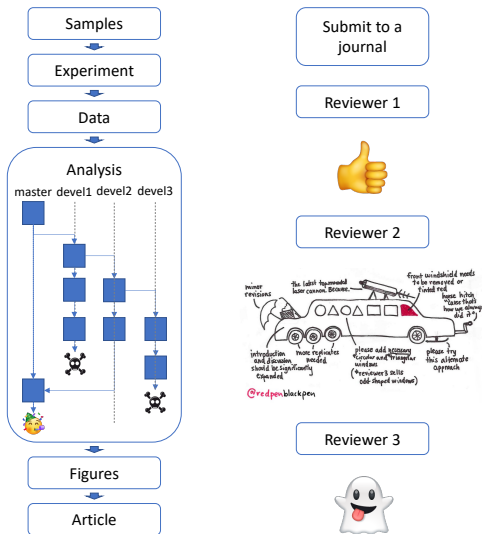 Samples
Experiment
Data
Analysis
master devel1 devel2 devel3
Figures
Article
Submit to a
journal
Reviewer 1
Reviewer 2
minor
revisions
the latest top mounted
laser cannon. Because.
front windshield needs
to be removed or
tinted red
horse hitch
"cause that's
how we always
did it"
introduction
and discussion
should be significantly
expanded
more replicates
needed
please add necessary
circular and triangular
windows
(*reviewer 3 sells
odd shaped windows)
please try
this alternate
approach
@redpenblackpen
Reviewer 3